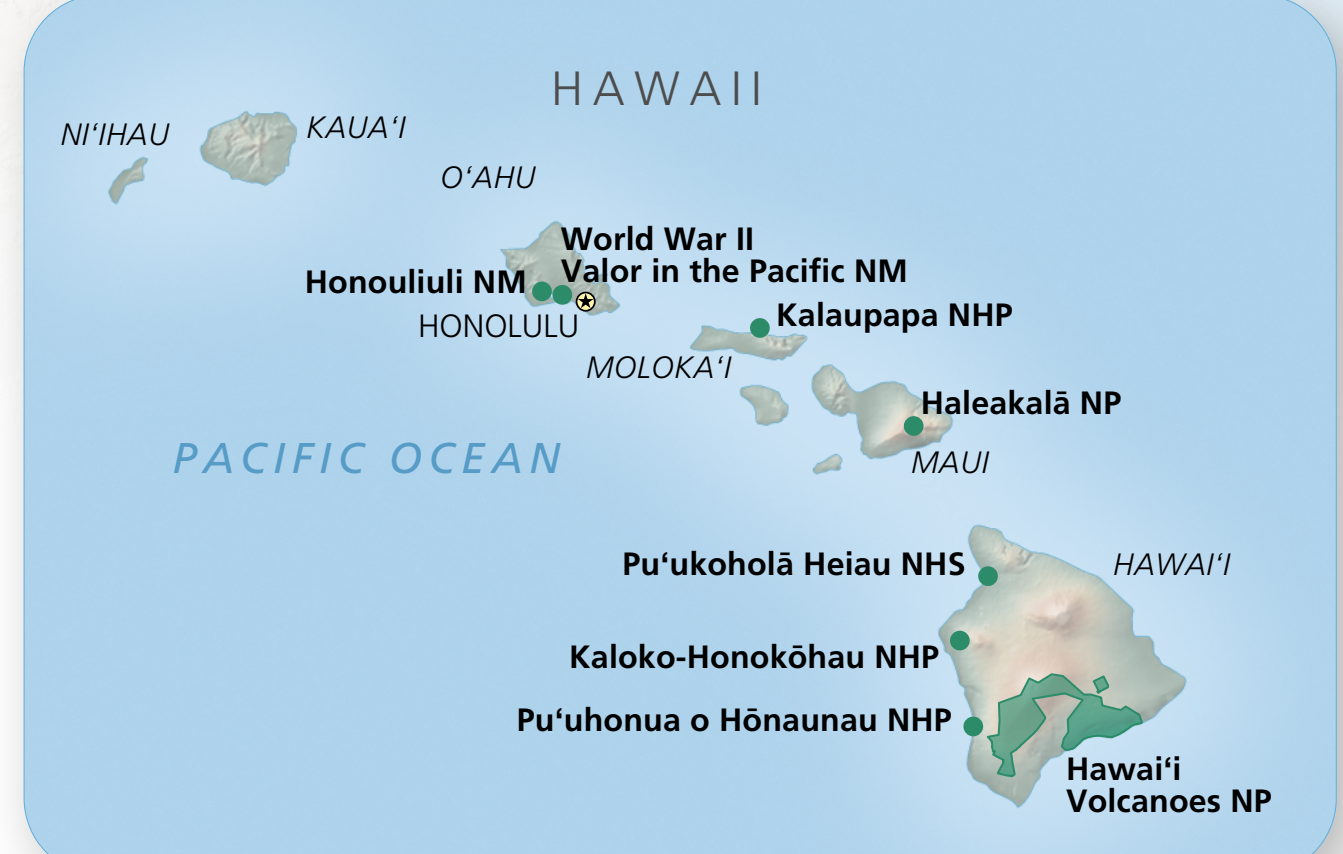 HAWAII
NI‘IHAU
KAUA‘I
O‘AHU
World War II
Valor in the Pacific NM
Honouliuli NM
HONOLULU
Kalaupapa NHP
MOLOKA‘I
Haleakalā NP
MAUI
PACIFIC OCEAN
Pu‘ukoholā Heiau NHS
HAWAI‘I
Kaloko-Honokōhau NHP
Pu‘uhonua o Hōnaunau NHP
Hawai‘i
Volcanoes NP